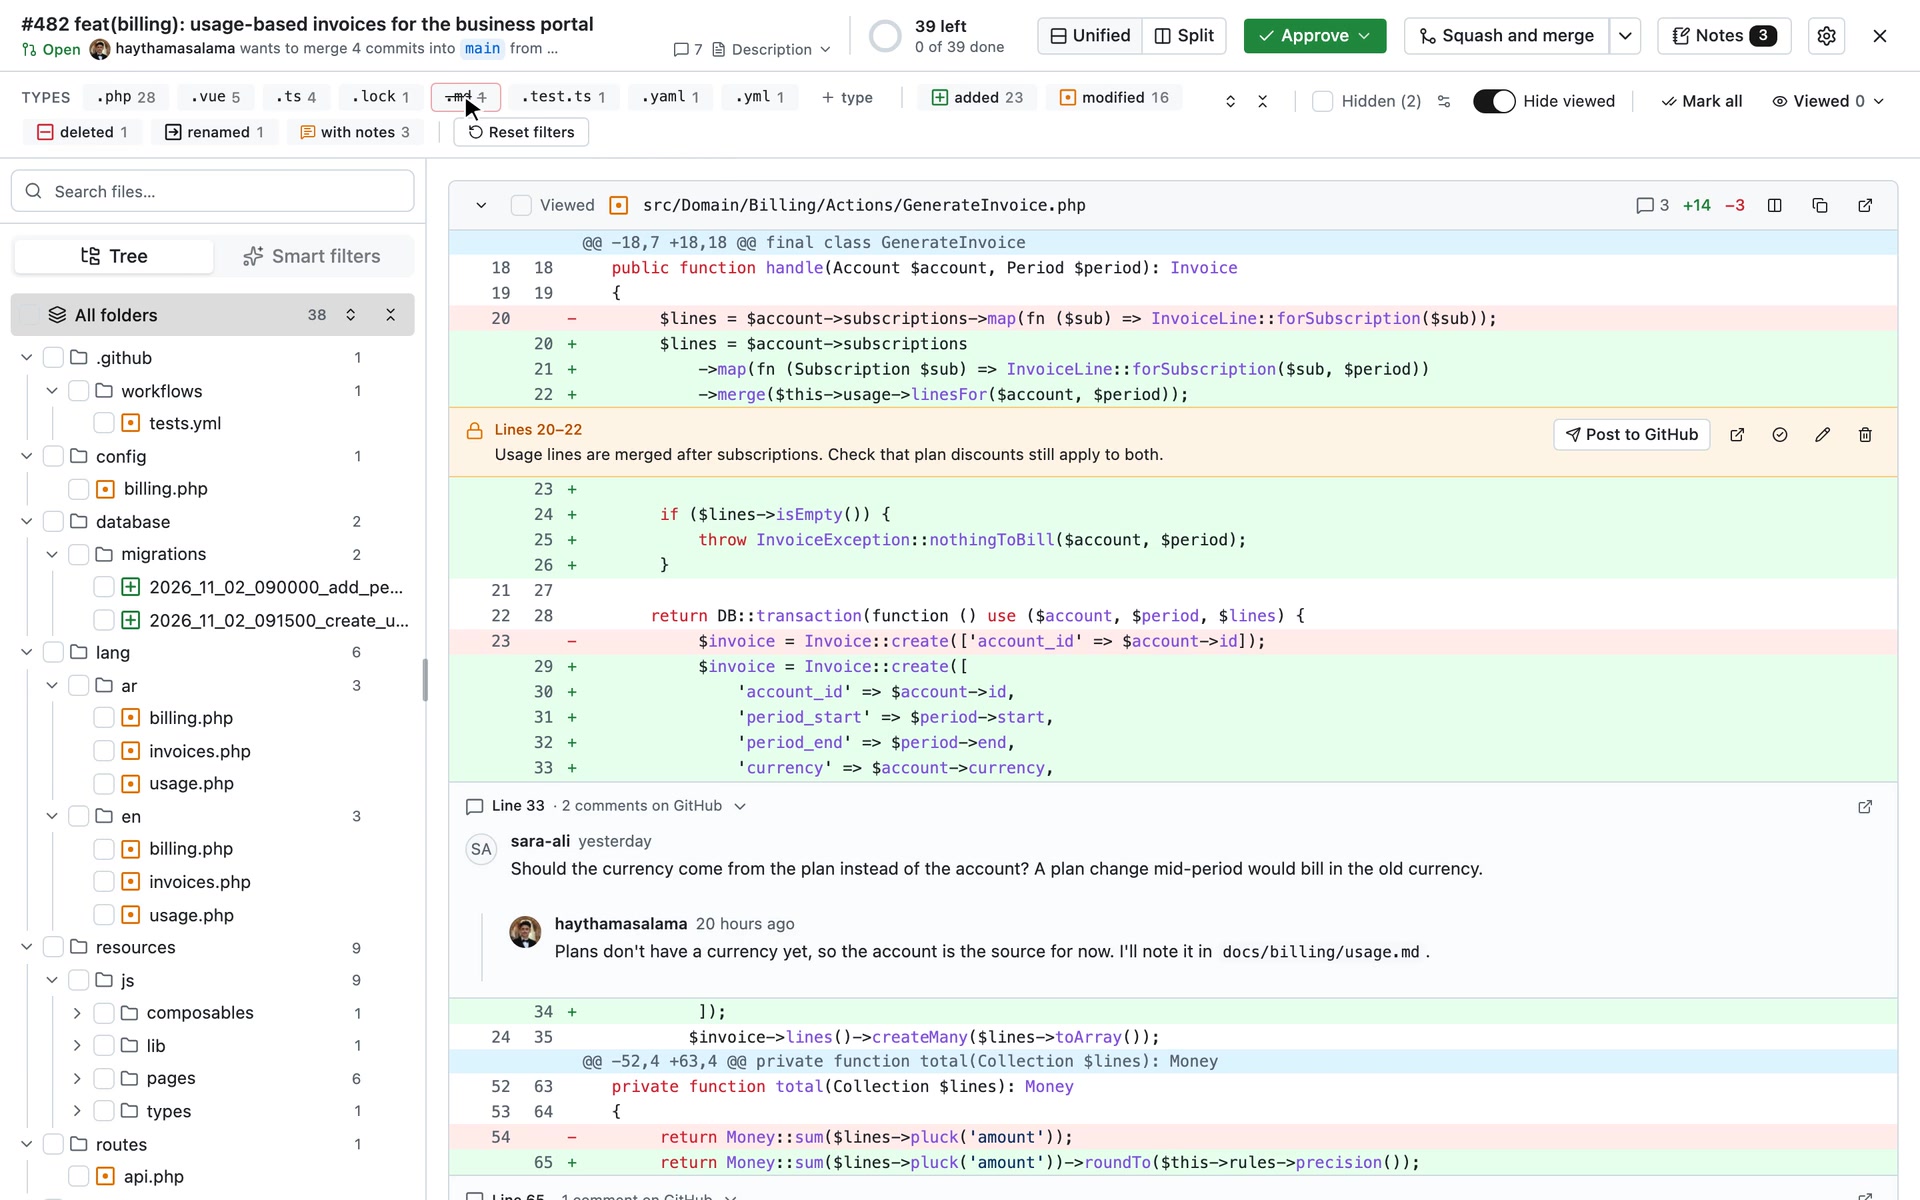 #482 feat(billing): usage-based invoices for the business portal
Open haythamasalama wants to merge 4 commits into main from ...
7 Description
39 left
0 of 39 done
Unified Split
Approve
Squash and merge
Notes 3
TYPES .php 28 .vue 5 .ts 4 .lock 1 .md 1 .test.ts 1 .yaml 1 .yml 1 + type added 23 modified 16
Hidden (2) Hide viewed Mark all Viewed 0
deleted 1 renamed 1 with notes 3 Reset filters
Search files...
Tree Smart filters
All folders 38
.github 1
workflows 1
tests.yml
config 1
billing.php
database 2
migrations 2
2026_11_02_090000_add_pe...
2026_11_02_091500_create_u...
lang 6
ar 3
billing.php
invoices.php
usage.php
en 3
billing.php
invoices.php
usage.php
resources 9
js 9
composables 1
lib 1
pages 6
types 1
routes 1
api.php
Viewed src/Domain/Billing/Actions/GenerateInvoice.php 3 +14 −3
@@ −18,7 +18,18 @@ final class GenerateInvoice
18 18 public function handle(Account $account, Period $period): Invoice
19 19 {
20 − $lines = $account->subscriptions->map(fn ($sub) => InvoiceLine::forSubscription($sub));
20 + $lines = $account->subscriptions
21 + ->map(fn (Subscription $sub) => InvoiceLine::forSubscription($sub, $period))
22 + ->merge($this->usage->linesFor($account, $period));
Lines 20–22
Usage lines are merged after subscriptions. Check that plan discounts still apply to both.
Post to GitHub
23 +
24 + if ($lines->isEmpty()) {
25 + throw InvoiceException::nothingToBill($account, $period);
26 + }
21 27
22 28 return DB::transaction(function () use ($account, $period, $lines) {
23 − $invoice = Invoice::create(['account_id' => $account->id]);
29 + $invoice = Invoice::create([
30 + 'account_id' => $account->id,
31 + 'period_start' => $period->start,
32 + 'period_end' => $period->end,
33 + 'currency' => $account->currency,
Line 33 · 2 comments on GitHub
SA sara-ali yesterday
Should the currency come from the plan instead of the account? A plan change mid-period would bill in the old currency.
haythamasalama 20 hours ago
Plans don't have a currency yet, so the account is the source for now. I'll note it in docs/billing/usage.md .
34 + ]);
24 35 $invoice->lines()->createMany($lines->toArray());
@@ −52,4 +63,4 @@ private function total(Collection $lines): Money
52 63 private function total(Collection $lines): Money
53 64 {
54 − return Money::sum($lines->pluck('amount'));
65 + return Money::sum($lines->pluck('amount'))->roundTo($this->rules->precision());
Line 65 · 1 comment on GitHub